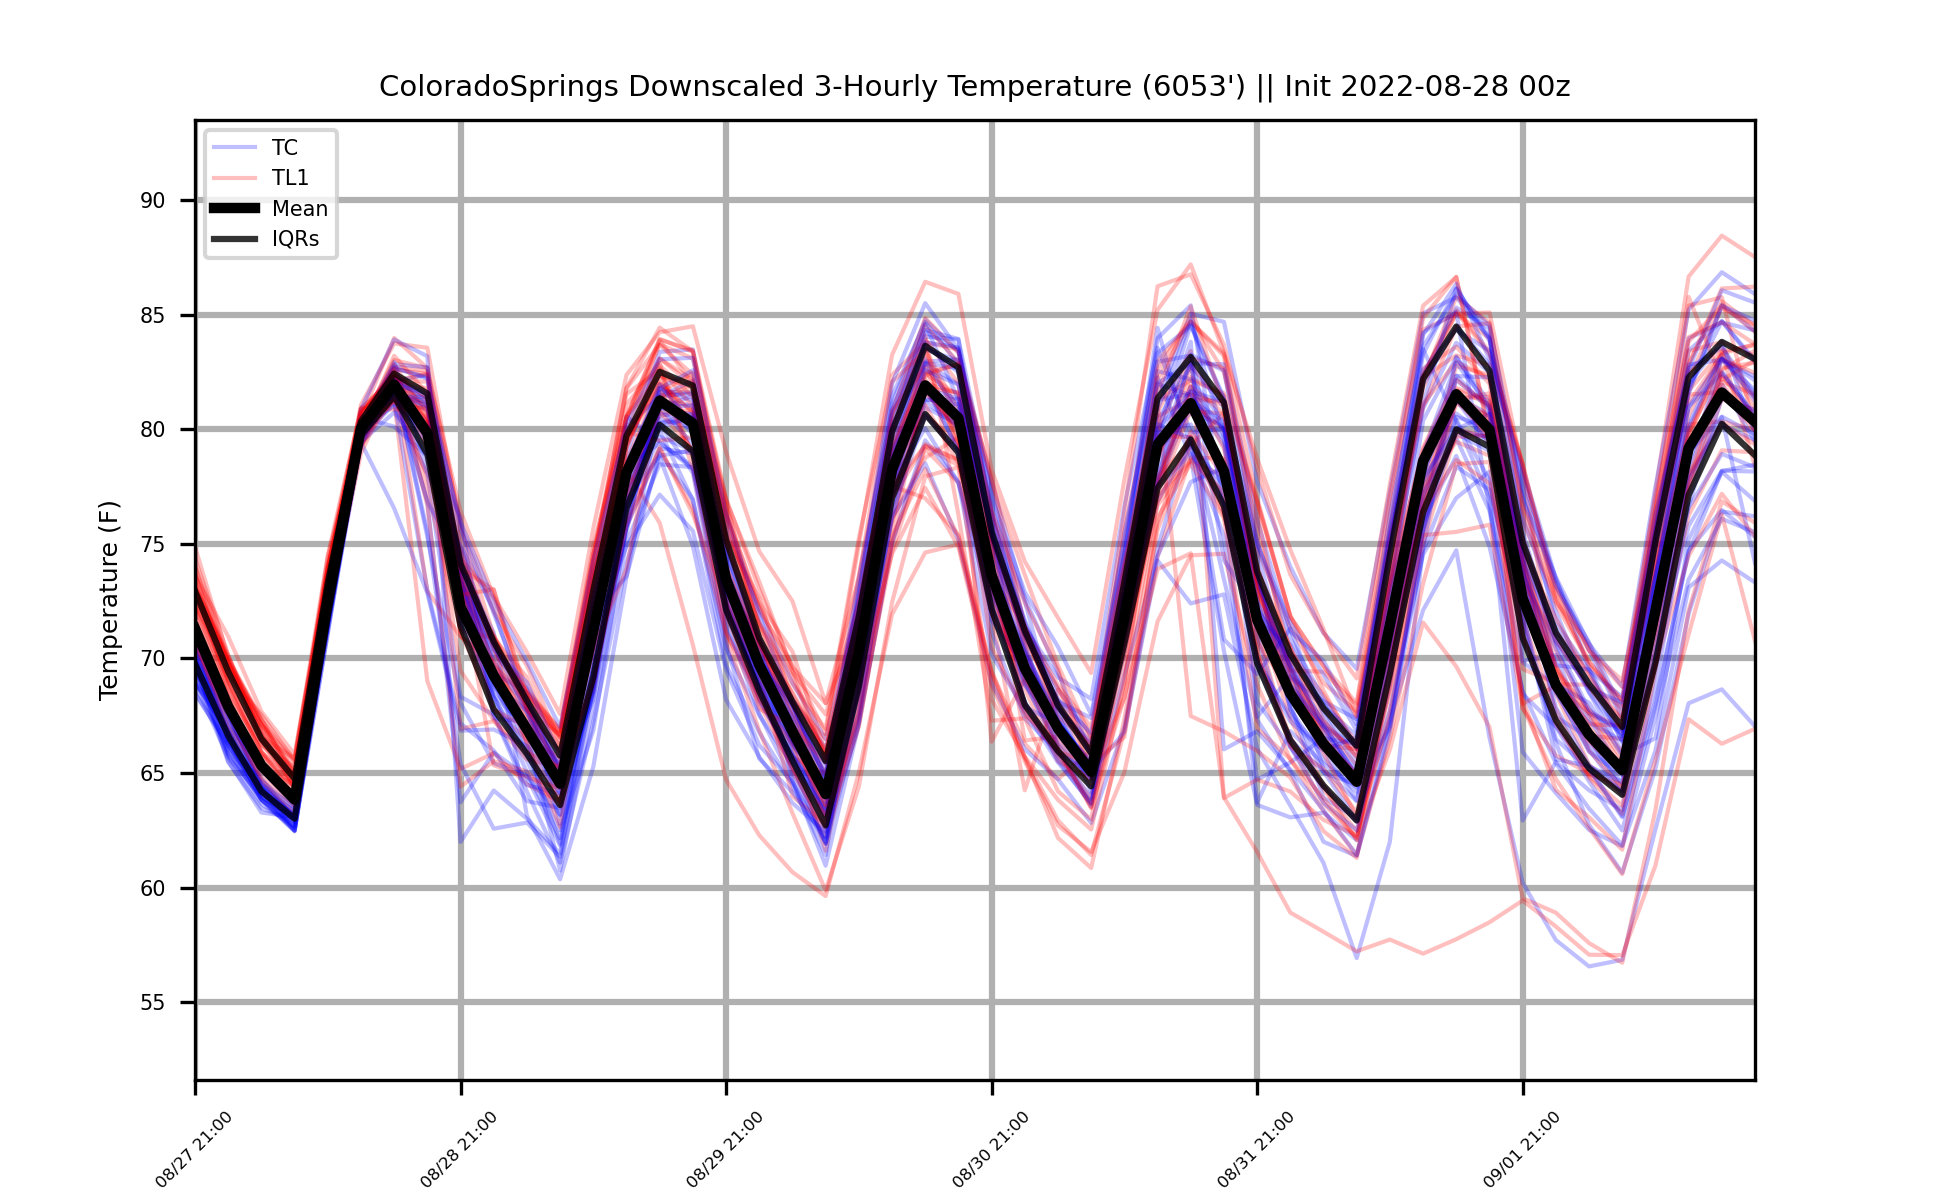 ColoradoSprings Downscaled 3-Hourly Temperature (6053') || Init 2022-08-28 00z
TC
TL1
Mean
IQRs
Temperature (F)
90
85
80
75
70
65
60
55
08/27 21:00
08/28 21:00
08/29 21:00
08/30 21:00
08/31 21:00
09/01 21:00